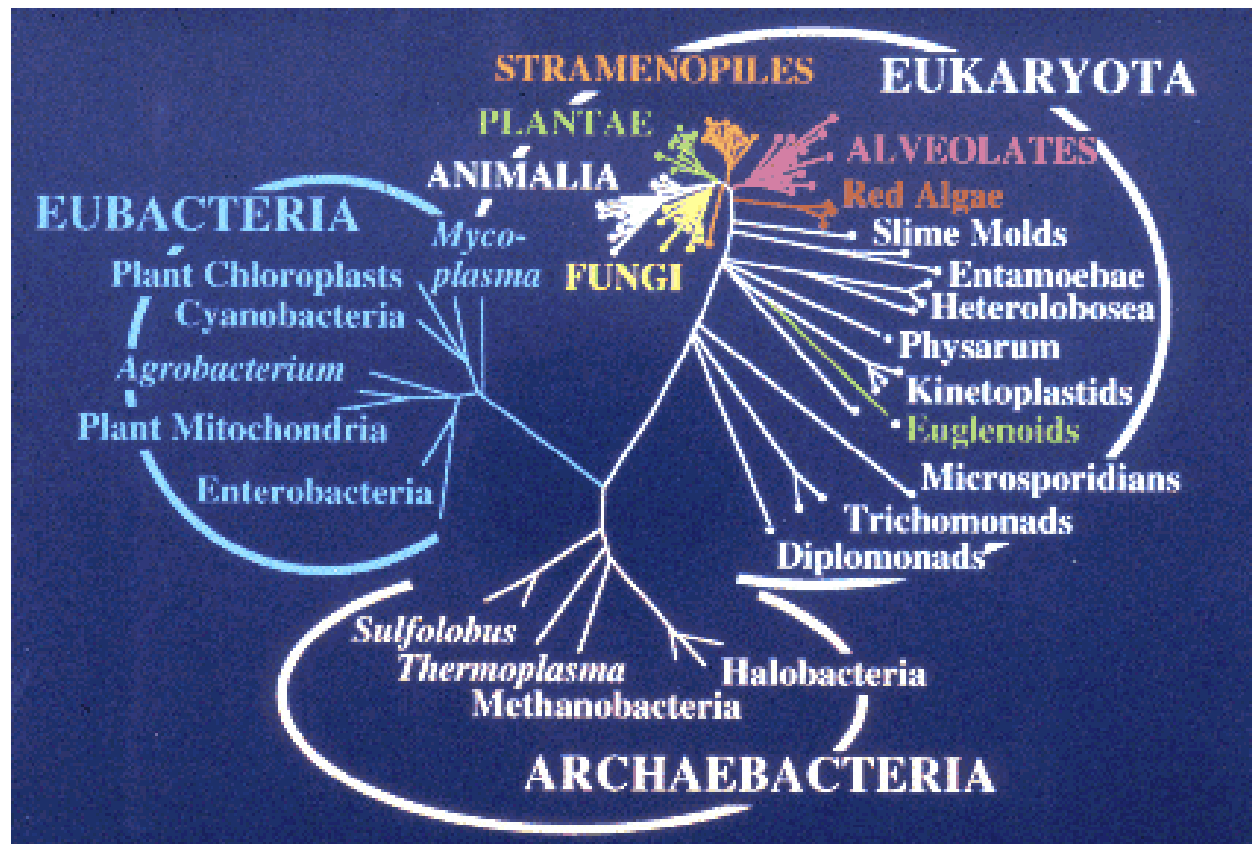 STRAMENOPILES
EUKARYOTA
PLANTAE
ALVEOLATES
ANIMALIA
Red Algae
EUBACTERIA
Myco-
plasma
Slime Molds
Plant Chloroplasts
FUNGI
Entamoebae
Cyanobacteria
Heterolobosea
Physarum
Agrobacterium
Kinetoplastids
Plant Mitochondria
Euglenoids
Enterobacteria
Microsporidians
Trichomonads
Diplomonads
Sulfolobus
Thermoplasma
Halobacteria
Methanobacteria
ARCHAEBACTERIA